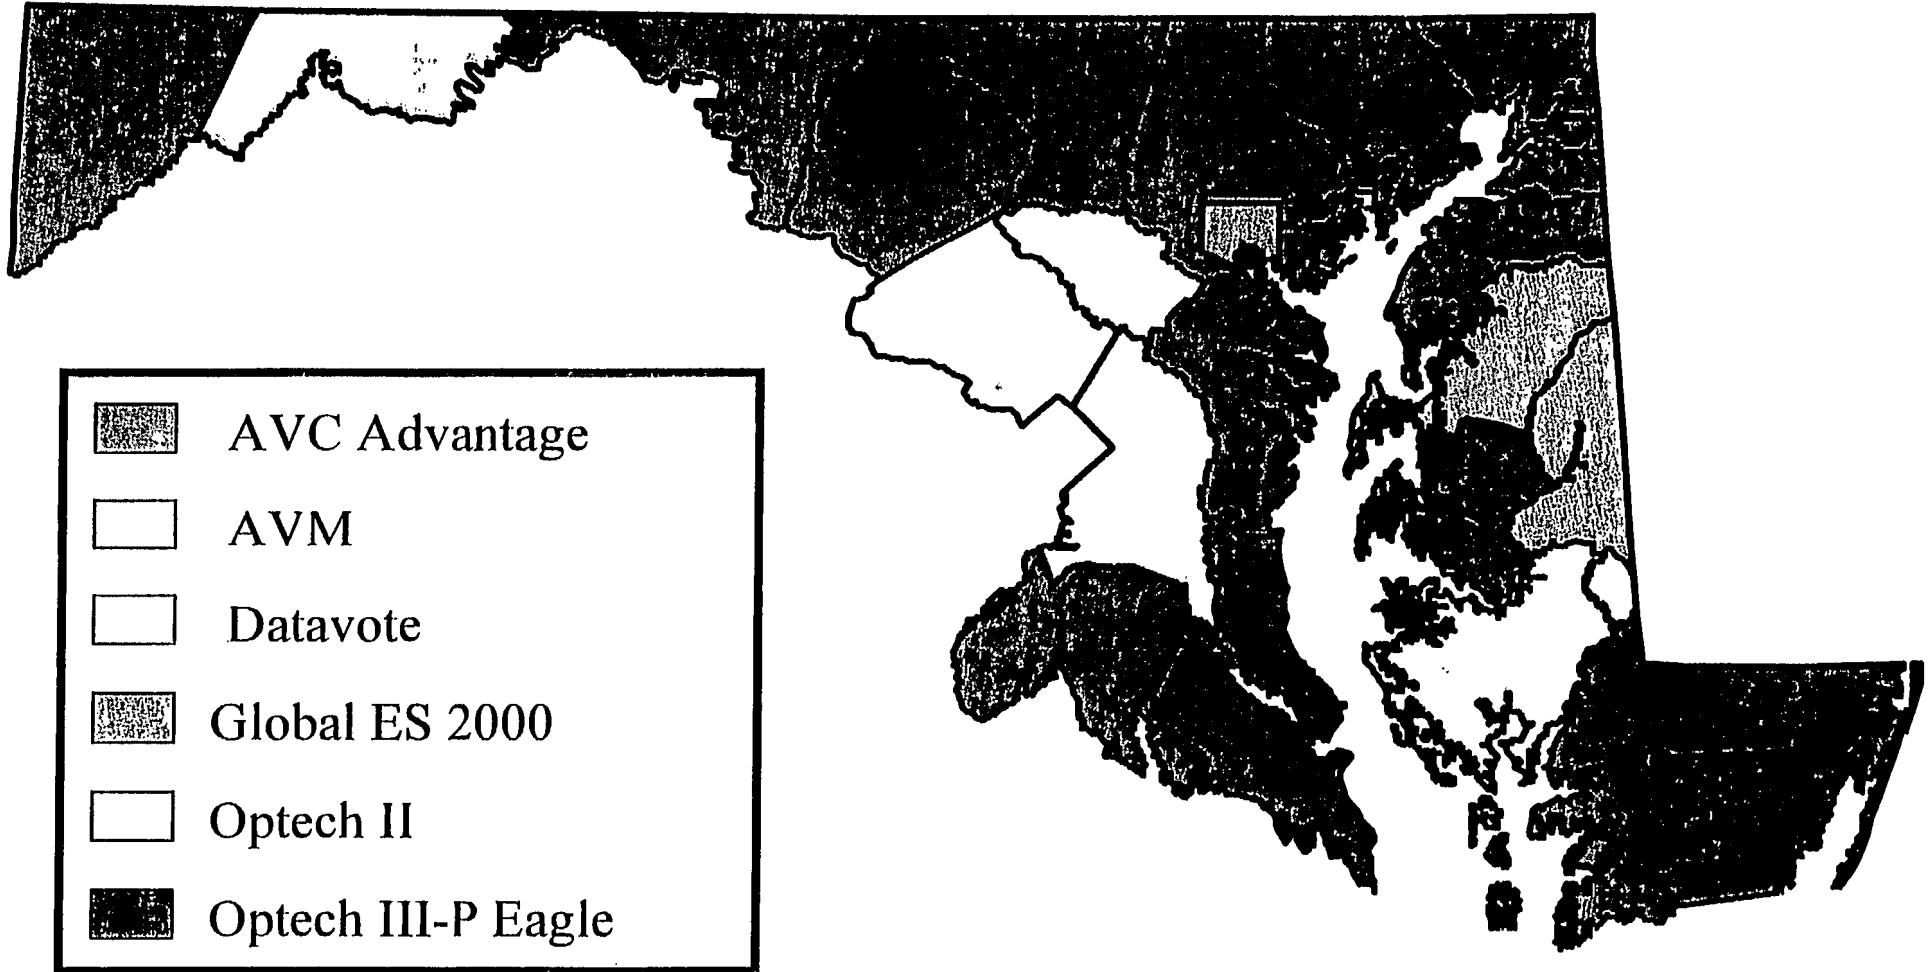 AVC Advantage
AVM
Datavote
Global ES 2000
Optech II
Optech III-P Eagle